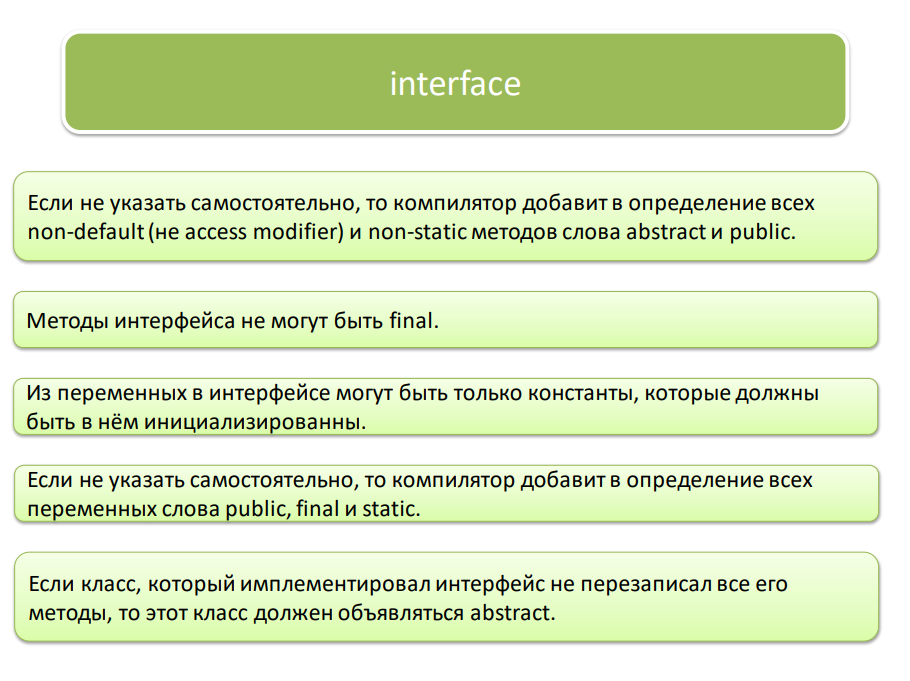 interface
Если не указать самостоятельно, то компилятор добавит в определение всех
non-default (не access modifier) и non-static методов слова abstract и public.
Методы интерфейса не могут быть final.
Из переменных в интерфейсе могут быть только константы, которые должны
быть в нём инициализированны.
Если не указать самостоятельно, то компилятор добавит в определение всех
переменных слова public, final и static.
Если класс, который имплементировал интерфейс не перезаписал все его
методы, то этот класс должен объявляться abstract.